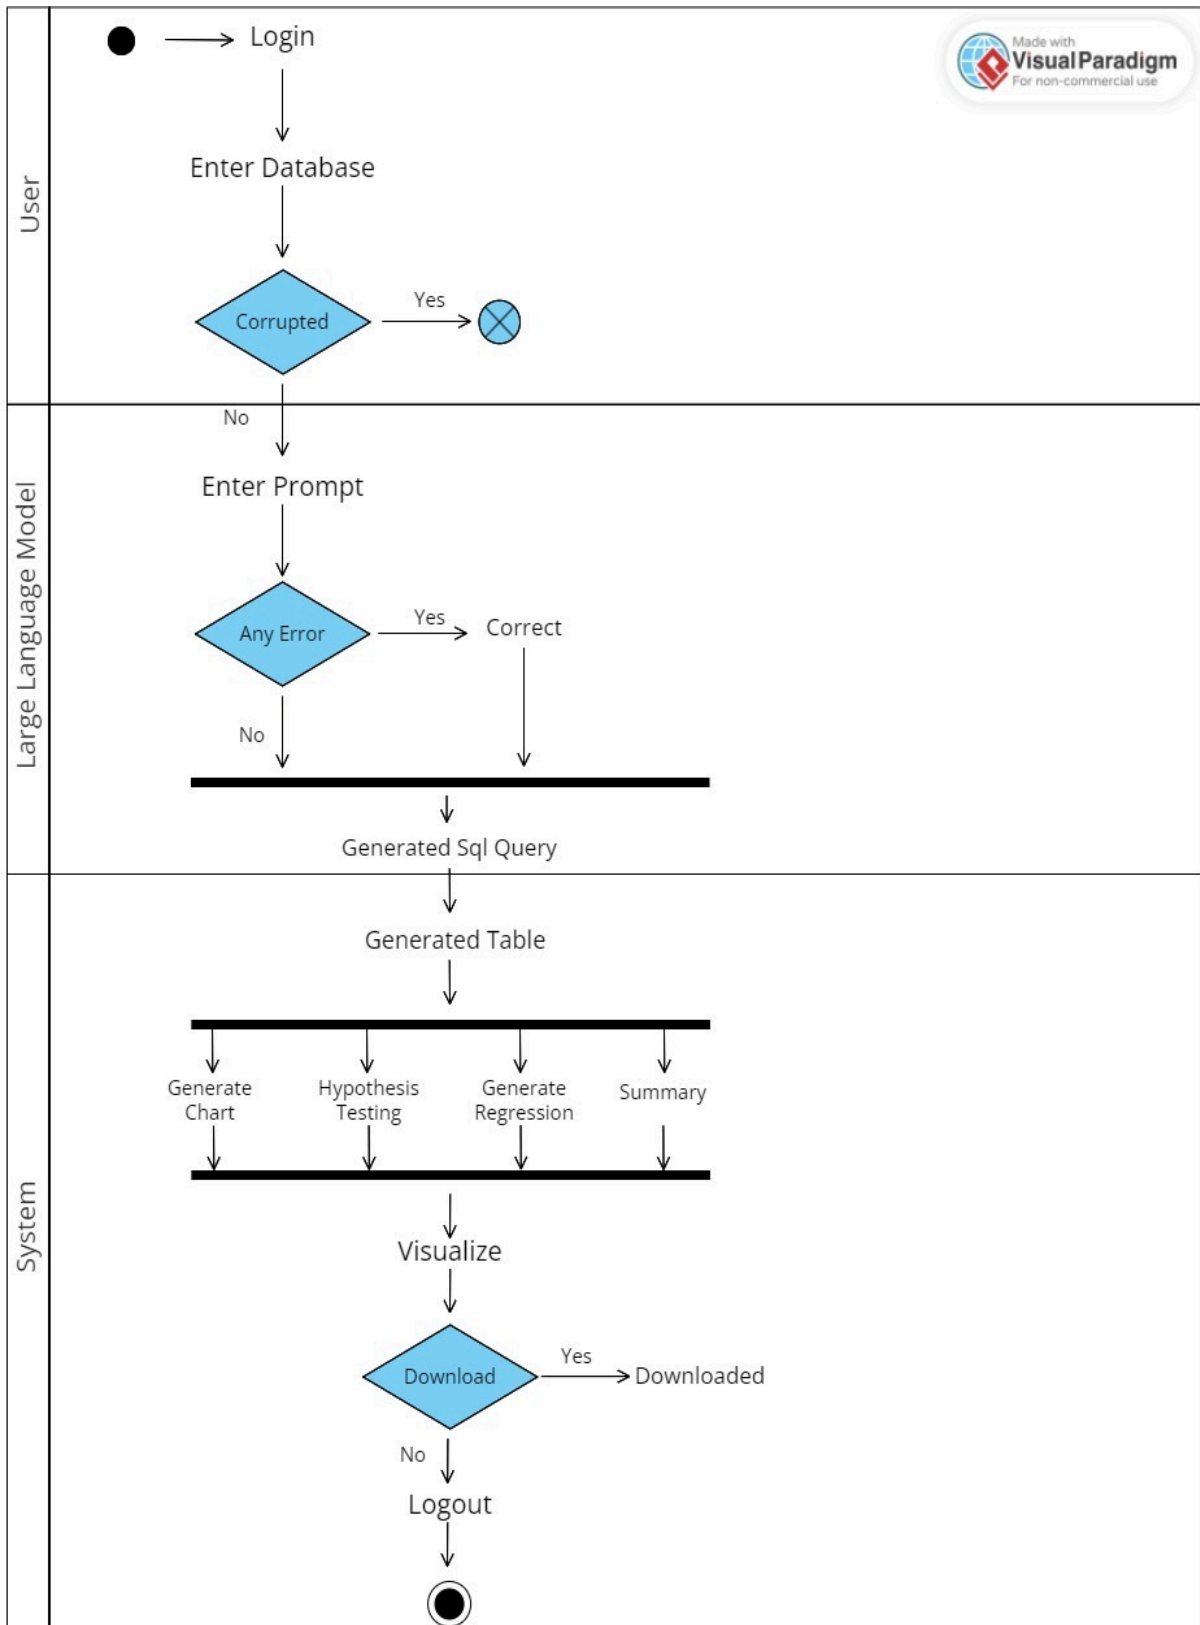 Login
Made with
Visual Paradigm
For non-commercial use
Enter Database
User
Corrupted
Yes
No
Enter Prompt
Large Language Model
Any Error
Yes
Correct
No
Generated Sql Query
Generated Table
Generate
Chart
Hypothesis
Testing
Generate
Regression
Summary
System
Visualize
Download
Yes
Downloaded
No
Logout